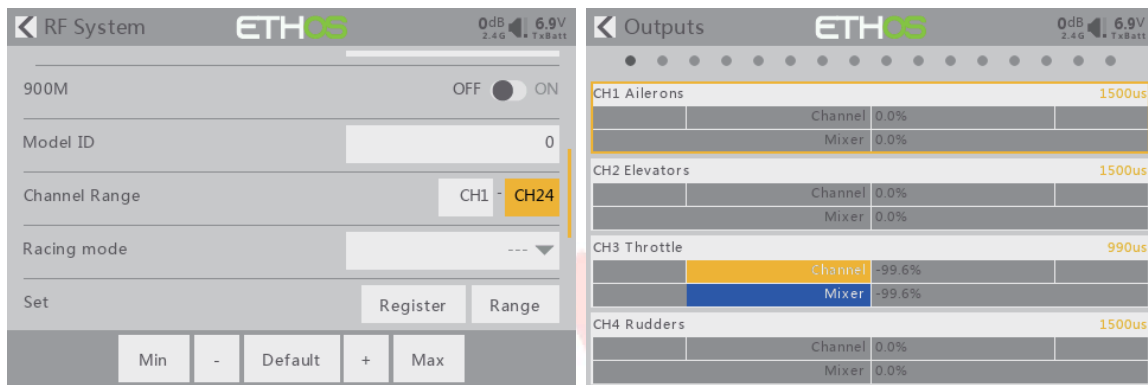 RF System ETHOS 0dB 2.4G 6.9V TxBatt
900M OFF ON
Model ID 0
Channel Range CH1 - CH24
Racing mode ---
Set Register Range
Min - Default + Max
Outputs ETHOS 0dB 2.4G 6.9V TxBatt
CH1 Ailerons 1500us
Channel 0.0%
Mixer 0.0%
CH2 Elevators 1500us
Channel 0.0%
Mixer 0.0%
CH3 Throttle 990us
Channel -99.6%
Mixer -99.6%
CH4 Rudders 1500us
Channel 0.0%
Mixer 0.0%